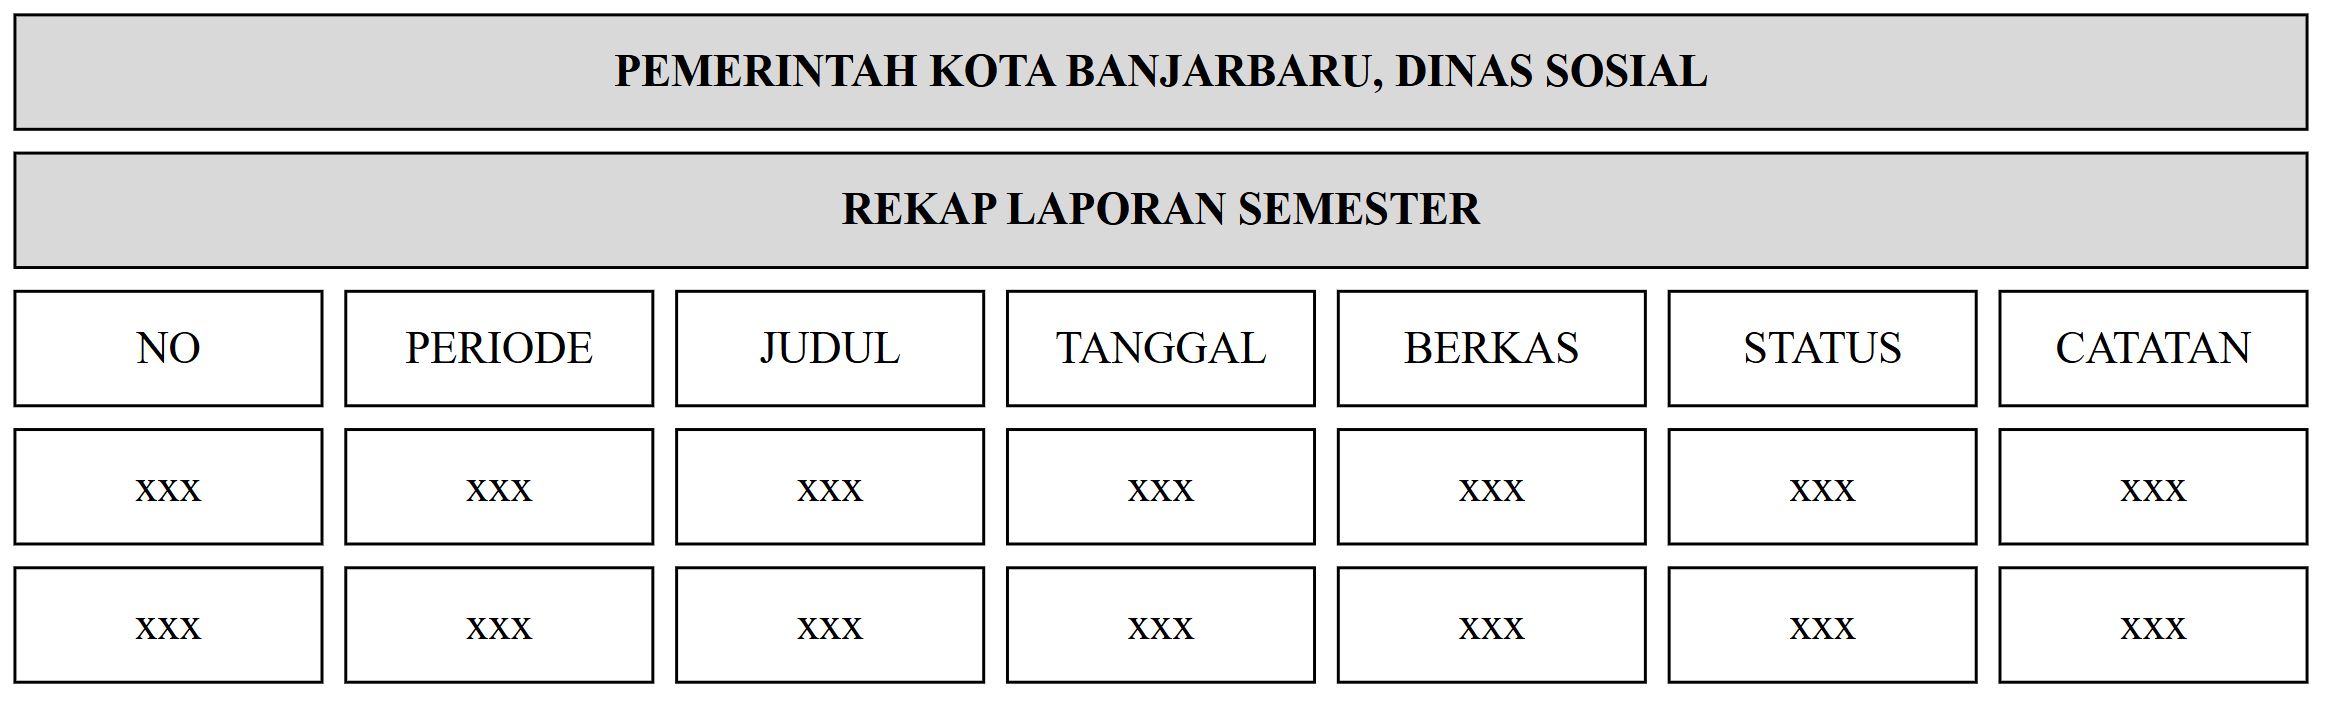 PEMERINTAH KOTA BANJARBARU, DINAS SOSIAL
REKAP LAPORAN SEMESTER
NO PERIODE JUDUL TANGGAL BERKAS STATUS CATATAN
xxx xxx xxx xxx xxx xxx xxx
xxx xxx xxx xxx xxx xxx xxx